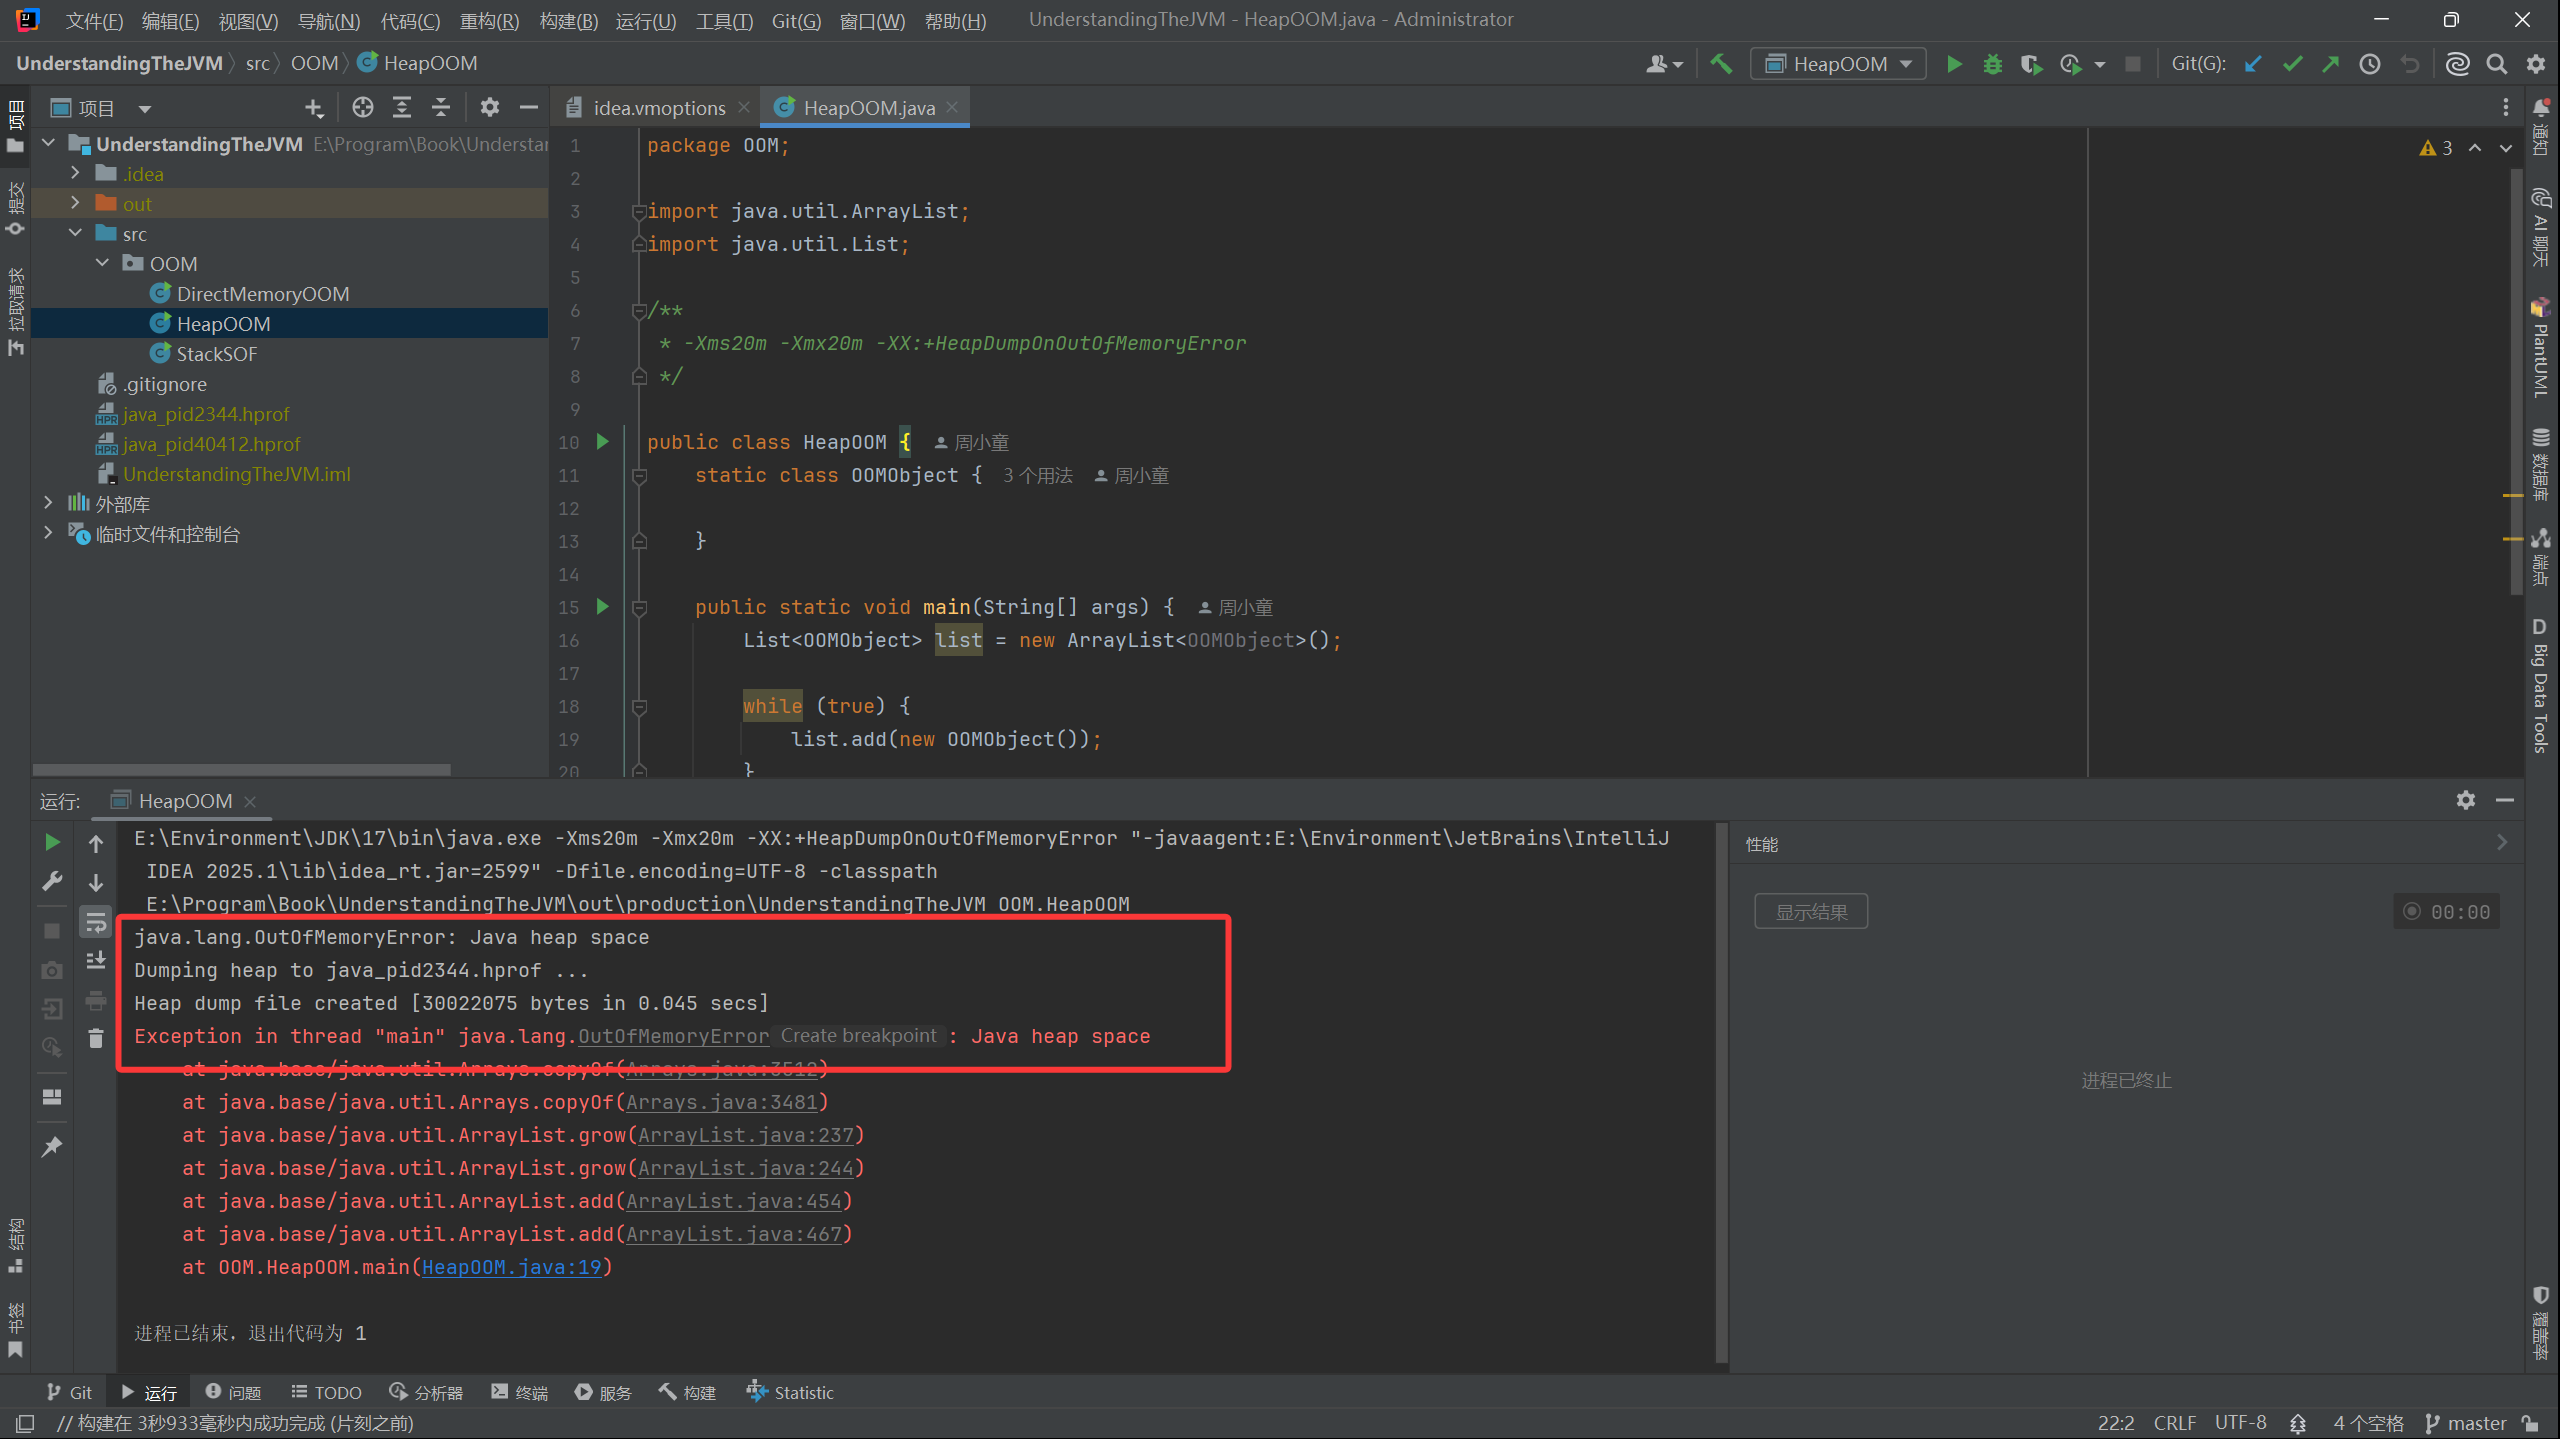 文件(F) 编辑(E) 视图(V) 导航(N) 代码(C) 重构(R) 构建(B) 运行(U) 工具(T) Git(G) 窗口(W) 帮助(H) UnderstandingTheJVM - HeapOOM.java - Administrator
UnderstandingTheJVM src OOM HeapOOM
HeapOOM Git(G):
项目
idea.vmoptions HeapOOM.java
UnderstandingTheJVM E:\Program\Book\Understar
.idea
out
src
OOM
DirectMemoryOOM
HeapOOM
StackSOF
.gitignore
java_pid2344.hprof
java_pid40412.hprof
UnderstandingTheJVM.iml
外部库
临时文件和控制台
项目
提交
拉取请求
结构
书签
3
1 package OOM;
2
3 import java.util.ArrayList;
4 import java.util.List;
5
6 /**
7 * -Xms20m -Xmx20m -XX:+HeapDumpOnOutOfMemoryError
8 */
9
10 public class HeapOOM { 周小童
11 static class OOMObject { 3 个用法 周小童
12
13 }
14
15 public static void main(String[] args) { 周小童
16 List<OOMObject> list = new ArrayList<OOMObject>();
17
18 while (true) {
19 list.add(new OOMObject());
20 }
通知
AI 聊天
PlantUML
数据库
端点
D Big Data Tools
覆盖率
运行: HeapOOM
E:\Environment\JDK\17\bin\java.exe -Xms20m -Xmx20m -XX:+HeapDumpOnOutOfMemoryError "-javaagent:E:\Environment\JetBrains\IntelliJ
IDEA 2025.1\lib\idea_rt.jar=2599" -Dfile.encoding=UTF-8 -classpath
E:\Program\Book\UnderstandingTheJVM\out\production\UnderstandingTheJVM OOM.HeapOOM
java.lang.OutOfMemoryError: Java heap space
Dumping heap to java_pid2344.hprof ...
Heap dump file created [30022075 bytes in 0.045 secs]
Exception in thread "main" java.lang.OutOfMemoryError Create breakpoint : Java heap space
at java.base/java.util.Arrays.copyOf(Arrays.java:3512)
at java.base/java.util.Arrays.copyOf(Arrays.java:3481)
at java.base/java.util.ArrayList.grow(ArrayList.java:237)
at java.base/java.util.ArrayList.grow(ArrayList.java:244)
at java.base/java.util.ArrayList.add(ArrayList.java:454)
at java.base/java.util.ArrayList.add(ArrayList.java:467)
at OOM.HeapOOM.main(HeapOOM.java:19)
进程已结束，退出代码为 1
性能
显示结果 00:00
进程已终止
Git 运行 问题 TODO 分析器 终端 服务 构建 Statistic
// 构建在 3秒933毫秒内成功完成 (片刻之前) 22:2 CRLF UTF-8 4 个空格 master